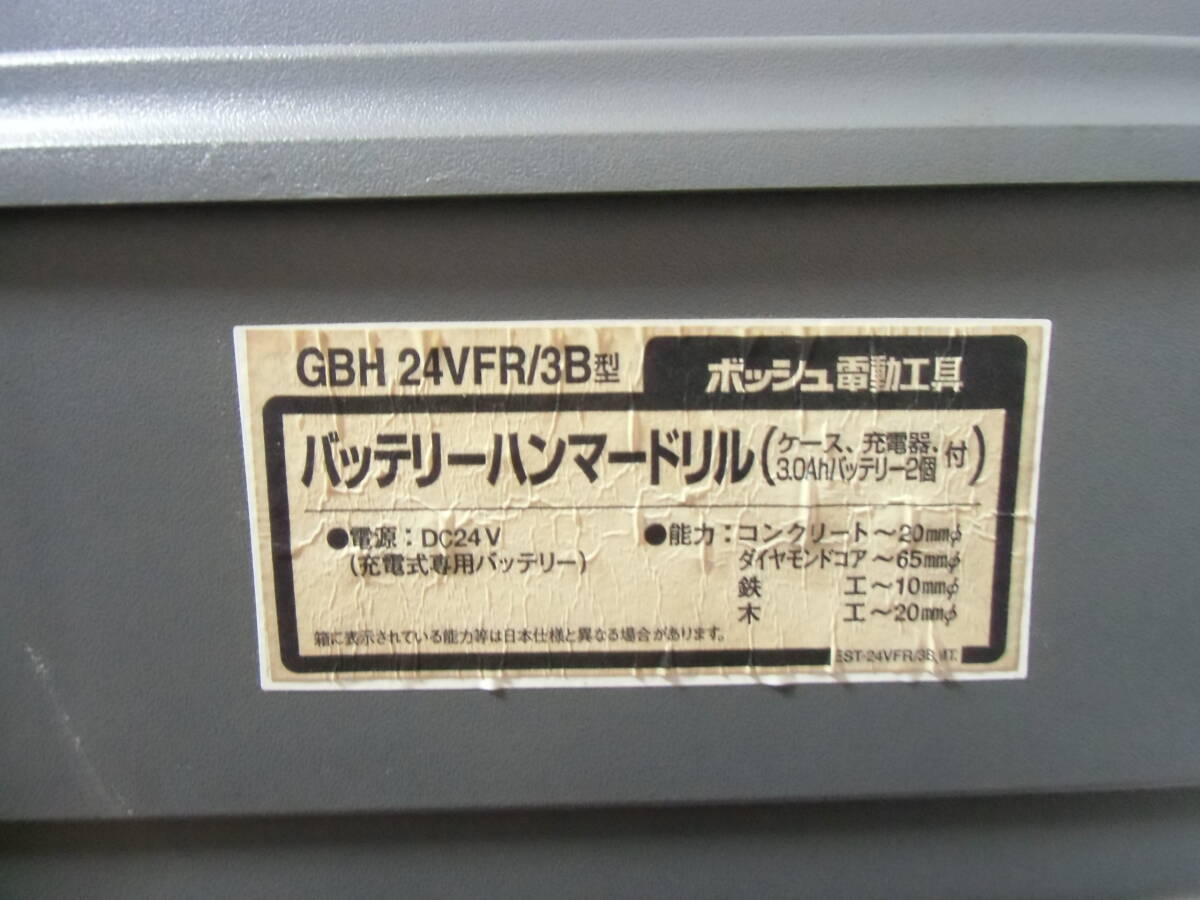 GBH 24VFR/3B型 ボッシュ電動工具
バッテリーハンマードリル(ケース、充電器、3.0Ahバッテリー2個付)
●電源:DC24V
(充電式専用バッテリー)
●能力:コンクリート～20㎜φ
ダイヤモンドコア～65㎜φ
鉄 工～10㎜φ
木 工～20㎜φ
箱に表示されている能力等は日本仕様と異なる場合があります。
EST-24VFR/3B MT.